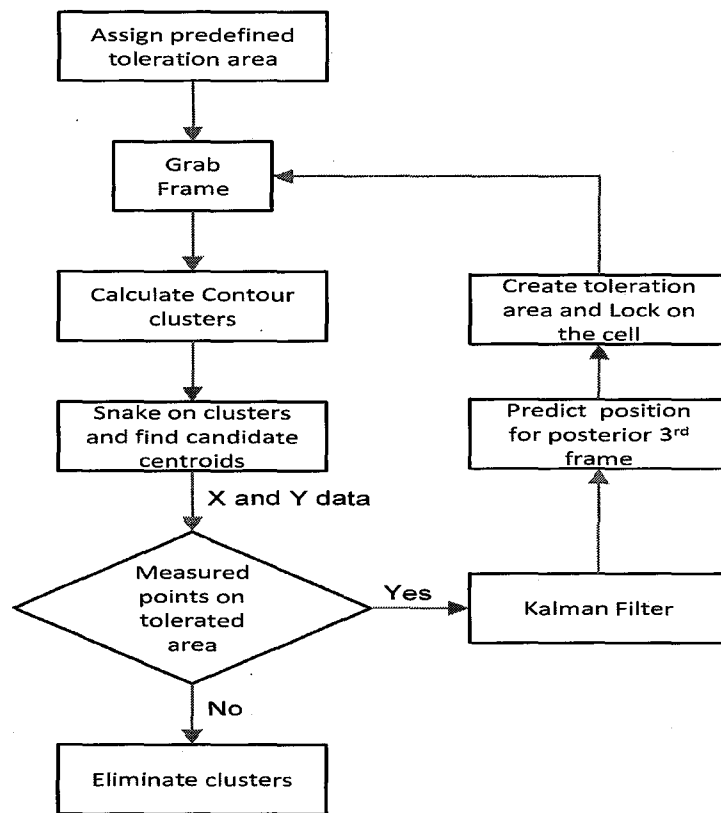 Assign predefined
toleration area
Grab
Frame
Calculate Contour
clusters
Snake on clusters
and find candidate
centroids
X and Y data
Measured
points on
tolerated
area
Yes
No
Eliminate clusters
Kalman Filter
Predict position
for posterior 3rd
frame
Create toleration
area and Lock on
the cell